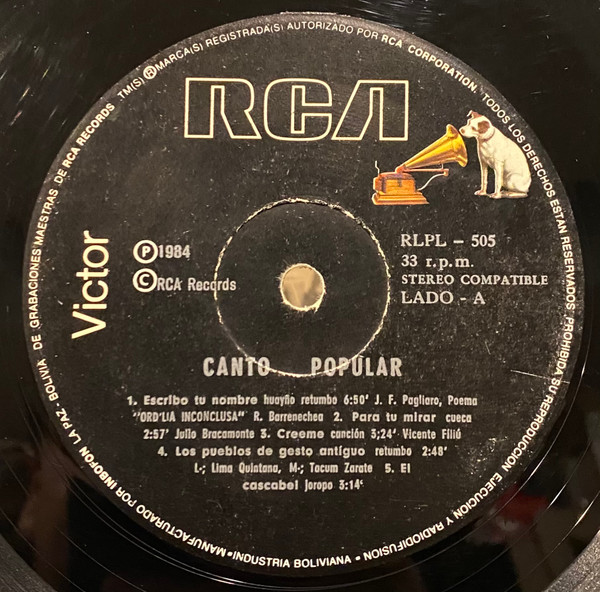 TM(S) ® MARCA(S) REGISTRADA(S) AUTORIZADO POR RCA CORPORATION. TODOS LOS DERECHOS ESTAN RESERVADOS PROHIBIDA SU REPRODUCCION EJECUCION Y RADIODIFUSION
•MANUFACTURADO POR INDOFON LA PAZ - BOLIVIA DE GRABACIONES MAESTRAS DE RCA RECORDS
•INDUSTRIA BOLIVIANA•
RCA
Victor
Ⓟ1984
©RCA Records
RLPL - 505
33 r.p.m.
STEREO COMPATIBLE
LADO - A
CANTO POPULAR
1. Escribo tu nombre huayño retumbo 6:50' J. F. Pagliaro, Poema
"ORD'LIA INCONCLUSA" R. Barrenechea 2. Para tu mirar cueca
2:57' Julio Bracamonte 3. Creeme canción 3;24' Vicente Filiú
4. Los pueblos de gesto antiguo retumbo 2:48'
L-; Lima Quintana, M-; Tacum Zarate 5. El
cascabel Joropo 3:14'